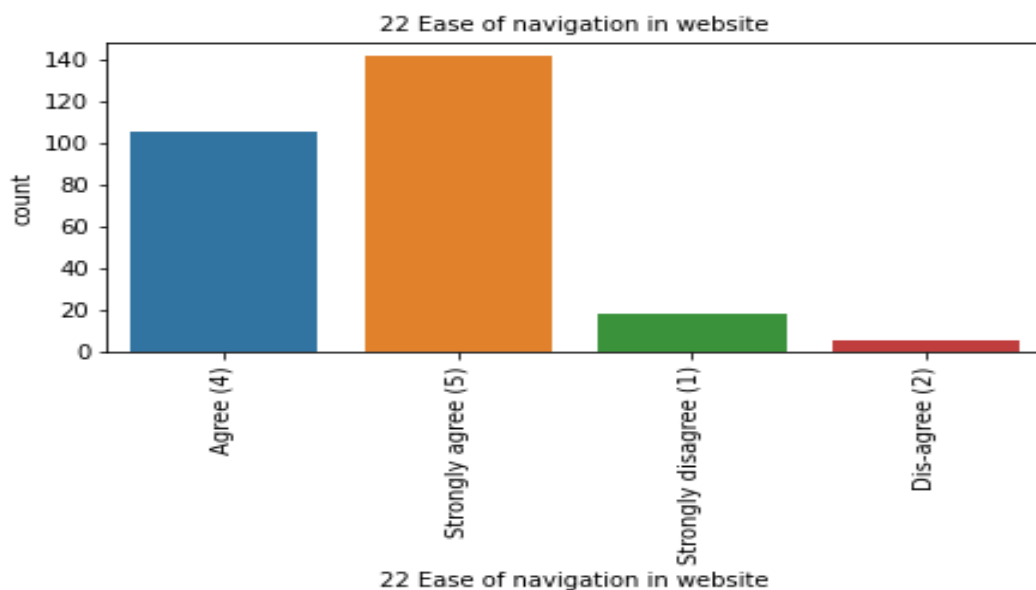 22 Ease of navigation in website
140
120
100
80
60
40
20
0
count
Agree (4)
Strongly agree (5)
Strongly disagree (1)
Dis-agree (2)
22 Ease of navigation in website